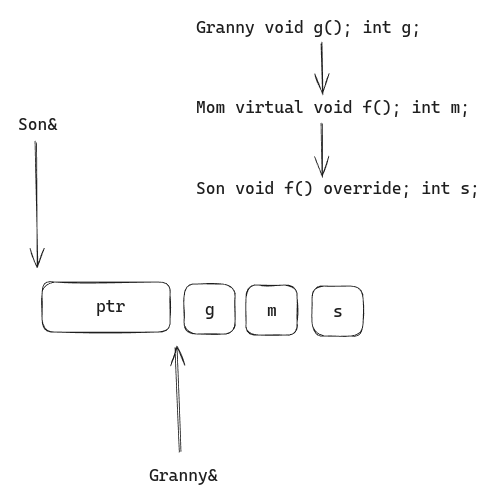 Granny void g(); int g;
Mom virtual void f(); int m;
Son& 
Son void f() override; int s;
ptr g m s
Granny&